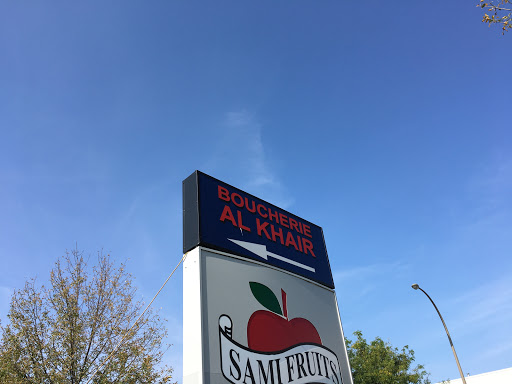 BOUCHERIE
AL KHAIR
SAMI FRUITS